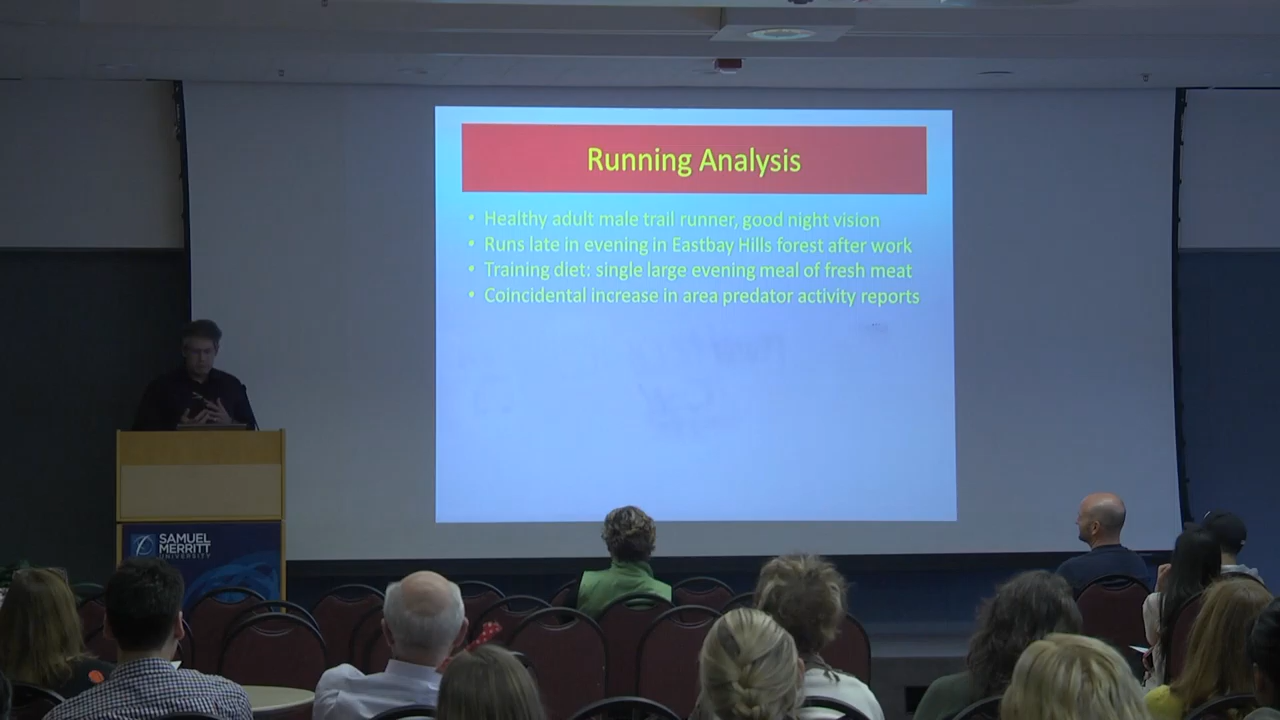 Running Analysis
• Healthy adult male trail runner, good night vision
• Runs late in evening in Eastbay Hills forest after work
• Training diet: single large evening meal of fresh meat
• Coincidental increase in area predator activity reports
SAMUEL
MERRITT
UNIVERSITY